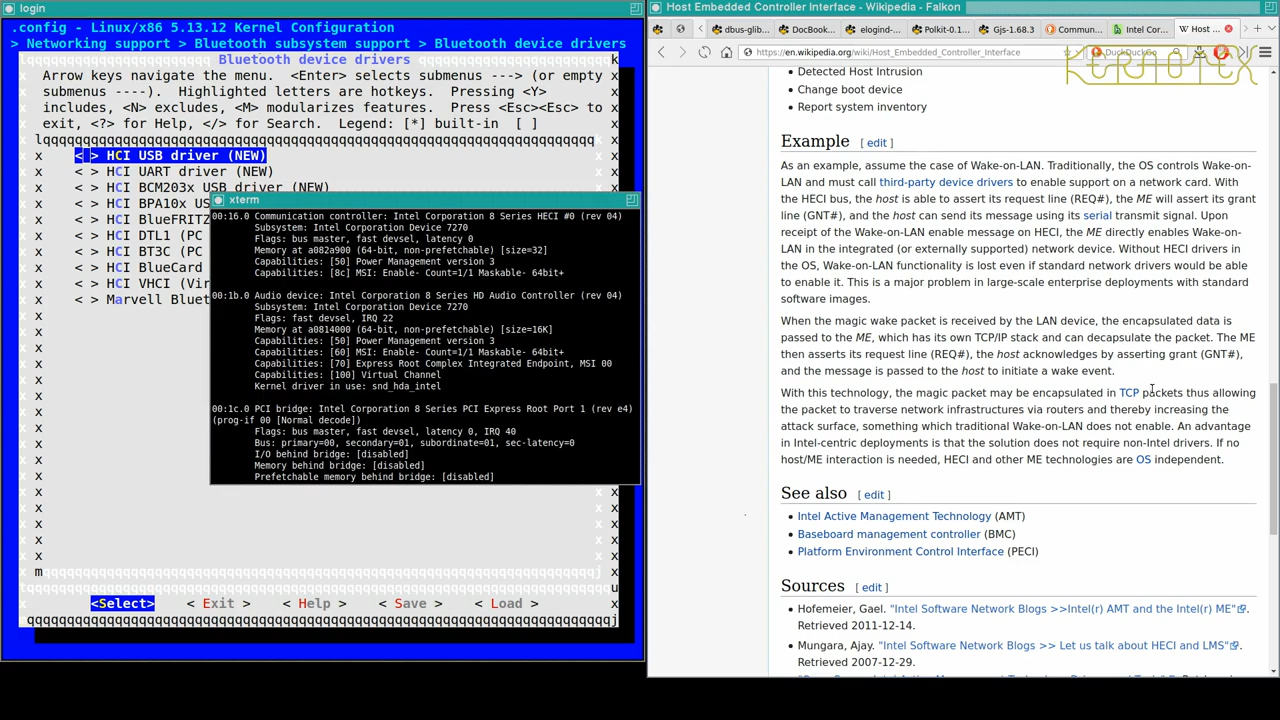 login
.config - Linux/x86 5.13.12 Kernel Configuration
> Networking support > Bluetooth subsystem support > Bluetooth device drivers
Bluetooth device drivers
Arrow keys navigate the menu. <Enter> selects submenus ---> (or empty
submenus ----). Highlighted letters are hotkeys. Pressing <Y>
includes, <N> excludes, <M> modularizes features. Press <Esc><Esc> to
exit, <?> for Help, </> for Search. Legend: [*] built-in [ ]
< > HCI USB driver (NEW)
< > HCI UART driver (NEW)
< > HCI BCM203x USB driver (NEW)
< > HCI BPA10x US
< > HCI BlueFRITZ
< > HCI DTL1 (PC
< > HCI BT3C (PC
< > HCI BlueCard
< > HCI VHCI (Vir
< > Marvell Bluet
<Select> < Exit > < Help > < Save > < Load >
xterm
00:16.0 Communication controller: Intel Corporation 8 Series HECI #0 (rev 04)
Subsystem: Intel Corporation Device 7270
Flags: bus master, fast devsel, latency 0
Memory at a082a900 (64-bit, non-prefetchable) [size=32]
Capabilities: [50] Power Management version 3
Capabilities: [8c] MSI: Enable- Count=1/1 Maskable- 64bit+
00:1b.0 Audio device: Intel Corporation 8 Series HD Audio Controller (rev 04)
Subsystem: Intel Corporation Device 7270
Flags: fast devsel, IRQ 22
Memory at a0814000 (64-bit, non-prefetchable) [size=16K]
Capabilities: [50] Power Management version 3
Capabilities: [60] MSI: Enable- Count=1/1 Maskable- 64bit+
Capabilities: [70] Express Root Complex Integrated Endpoint, MSI 00
Capabilities: [100] Virtual Channel
Kernel driver in use: snd_hda_intel
00:1c.0 PCI bridge: Intel Corporation 8 Series PCI Express Root Port 1 (rev e4)
(prog-if 00 [Normal decode])
Flags: bus master, fast devsel, latency 0, IRQ 40
Bus: primary=00, secondary=01, subordinate=01, sec-latency=0
I/O behind bridge: [disabled]
Memory behind bridge: [disabled]
Prefetchable memory behind bridge: [disabled]
Host Embedded Controller Interface - Wikipedia - Falkon
dbus-glib... DocBook... elogind-... Polkit-0.1... Gjs-1.68.3 Commun... Intel Cor... Host ...
https://en.wikipedia.org/wiki/Host_Embedded_Controller_Interface
DuckDuckGo
KERNOTEX
Detected Host Intrusion
Change boot device
Report system inventory
Example [ edit ]
As an example, assume the case of Wake-on-LAN. Traditionally, the OS controls Wake-on-
LAN and must call third-party device drivers to enable support on a network card. With
the HECI bus, the host is able to assert its request line (REQ#), the ME will assert its grant
line (GNT#), and the host can send its message using its serial transmit signal. Upon
receipt of the Wake-on-LAN enable message on HECI, the ME directly enables Wake-on-
LAN in the integrated (or externally supported) network device. Without HECI drivers in
the OS, Wake-on-LAN functionality is lost even if standard network drivers would be able
to enable it. This is a major problem in large-scale enterprise deployments with standard
software images.
When the magic wake packet is received by the LAN device, the encapsulated data is
passed to the ME, which has its own TCP/IP stack and can decapsulate the packet. The ME
then asserts its request line (REQ#), the host acknowledges by asserting grant (GNT#),
and the message is passed to the host to initiate a wake event.
With this technology, the magic packet may be encapsulated in TCP packets thus allowing
the packet to traverse network infrastructures via routers and thereby increasing the
attack surface, something which traditional Wake-on-LAN does not enable. An advantage
in Intel-centric deployments is that the solution does not require non-Intel drivers. If no
host/ME interaction is needed, HECI and other ME technologies are OS independent.
See also [ edit ]
Intel Active Management Technology (AMT)
Baseboard management controller (BMC)
Platform Environment Control Interface (PECI)
Sources [ edit ]
Hofemeier, Gael. "Intel Software Network Blogs >>Intel(r) AMT and the Intel(r) ME".
Retrieved 2011-12-14.
Mungara, Ajay. "Intel Software Network Blogs >> Let us talk about HECI and LMS".
Retrieved 2007-12-29.